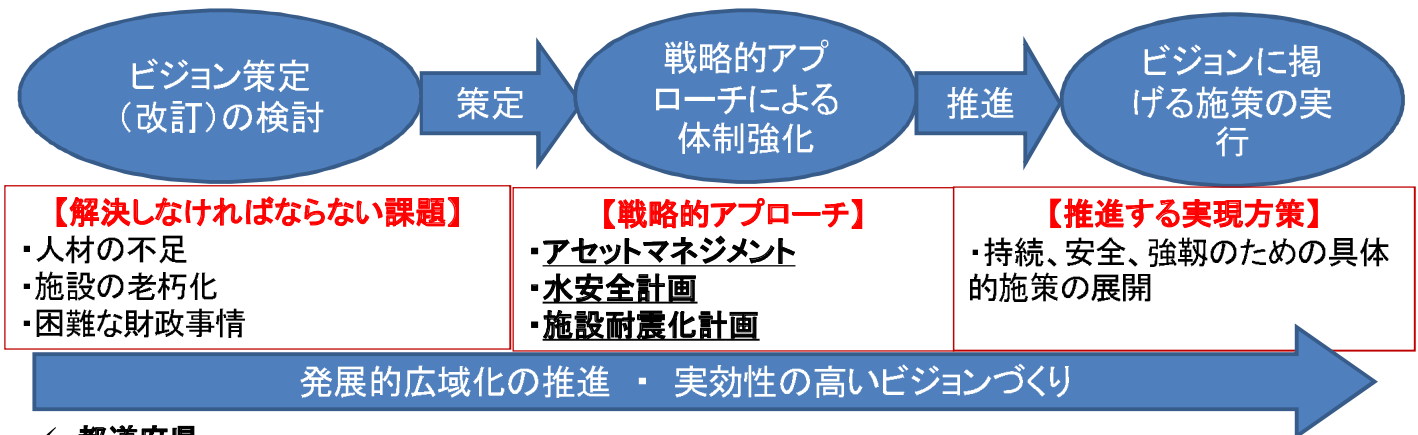 ビジョン策定
（改訂）の検討
策定
戦略的アプ
ローチによる
体制強化
推進
ビジョンに掲
げる施策の実
行
【解決しなければならない課題】
・人材の不足
・施設の老朽化
・困難な財政事情
【戦略的アプローチ】
・アセットマネジメント
・水安全計画
・施設耐震化計画
【推進する実現方策】
・持続、安全、強靱のための具体
的施策の展開
発展的広域化の推進 ・ 実効性の高いビジョンづくり
✓ 都道府県